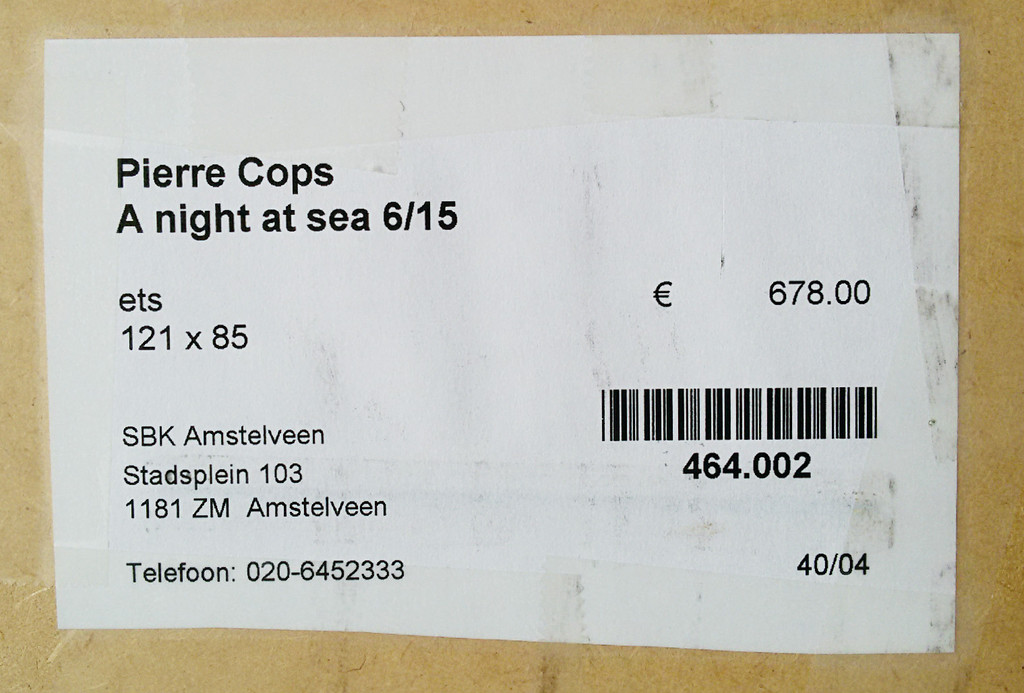 Pierre Cops
A night at sea 6/15
ets
€ 678.00
121 x 85
SBK Amstelveen
Stadsplein 103
1181 ZM Amstelveen
464.002
Telefoon: 020-6452333
40/04